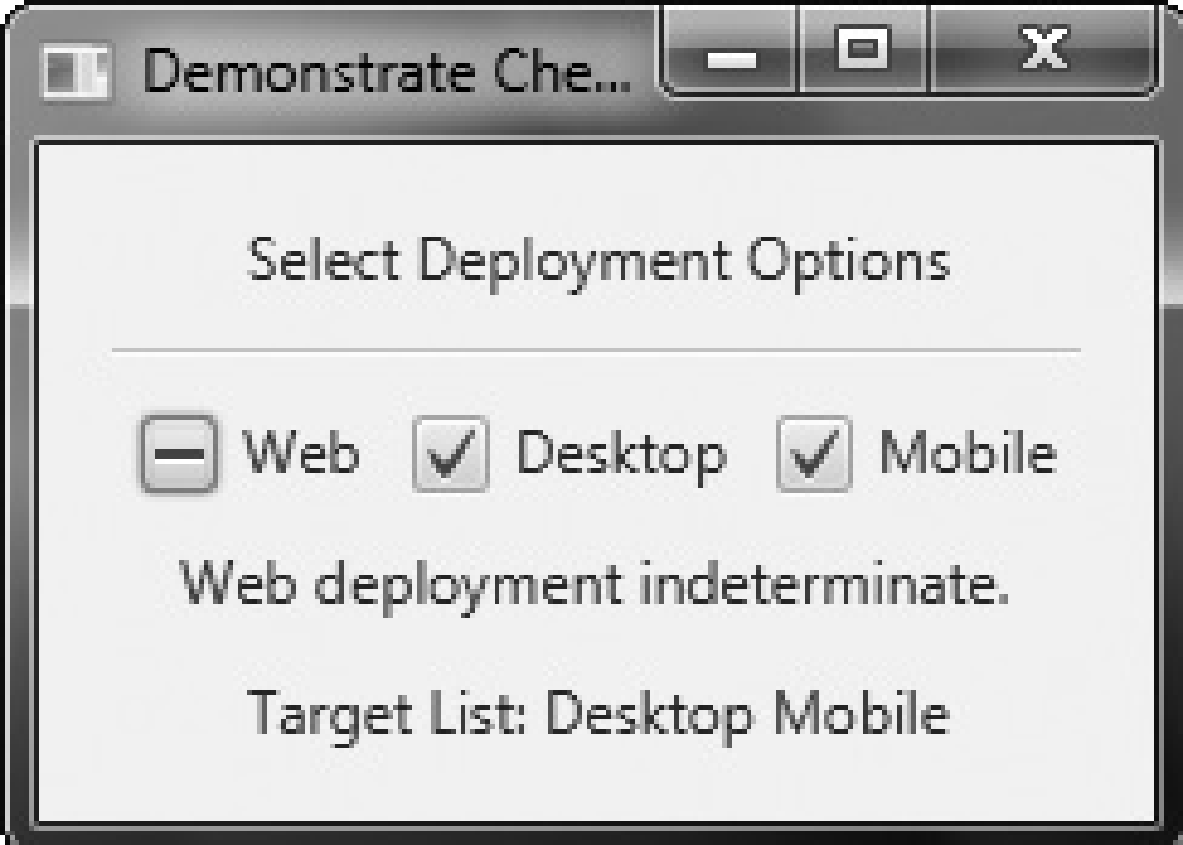 Demonstrate Che...
Select Deployment Options
Web Desktop Mobile
Web deployment indeterminate.
Target List: Desktop Mobile